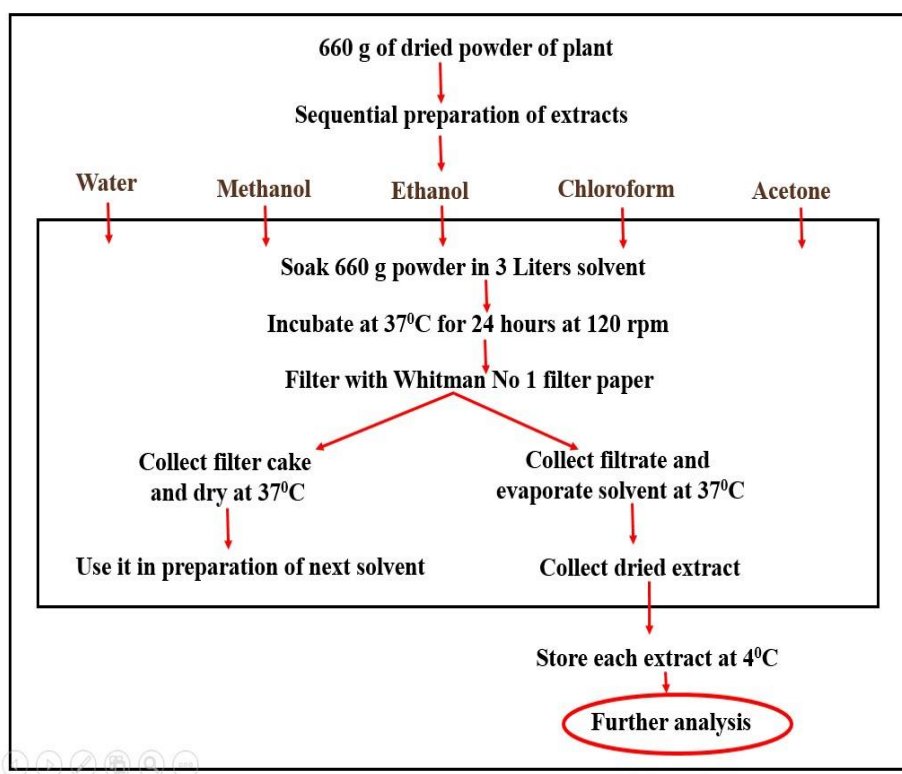 660 g of dried powder of plant
Sequential preparation of extracts
Water
Methanol
Ethanol
Chloroform
Acetone
Soak 660 g powder in 3 Liters solvent
Incubate at 37⁰C for 24 hours at 120 rpm
Filter with Whitman No 1 filter paper
Collect filter cake
and dry at 37⁰C
Use it in preparation of next solvent
Collect filtrate and
evaporate solvent at 37⁰C
Collect dried extract
Store each extract at 4⁰C
Further analysis